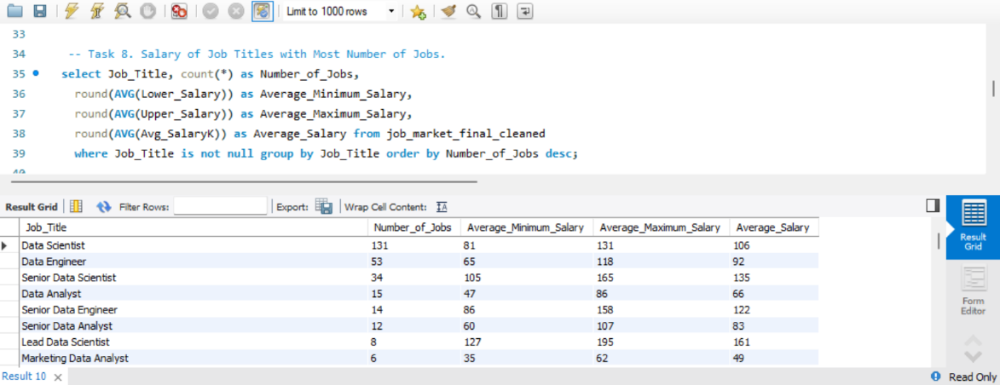 Limit to 1000 rows
33
34 -- Task 8. Salary of Job Titles with Most Number of Jobs.
35 select Job_Title, count(*) as Number_of_Jobs,
36 round(AVG(Lower_Salary)) as Average_Minimum_Salary,
37 round(AVG(Upper_Salary)) as Average_Maximum_Salary,
38 round(AVG(Avg_SalaryK)) as Average_Salary from job_market_final_cleaned
39 where Job_Title is not null group by Job_Title order by Number_of_Jobs desc;
40
Result Grid Filter Rows: Export: Wrap Cell Content: IA
Job_Title Number_of_Jobs Average_Minimum_Salary Average_Maximum_Salary Average_Salary
Data Scientist 131 81 131 106
Data Engineer 53 65 118 92
Senior Data Scientist 34 105 165 135
Data Analyst 15 47 86 66
Senior Data Engineer 14 86 158 122
Senior Data Analyst 12 60 107 83
Lead Data Scientist 8 127 195 161
Marketing Data Analyst 6 35 62 49
Result
Grid
Form
Editor
Result 10 Read Only